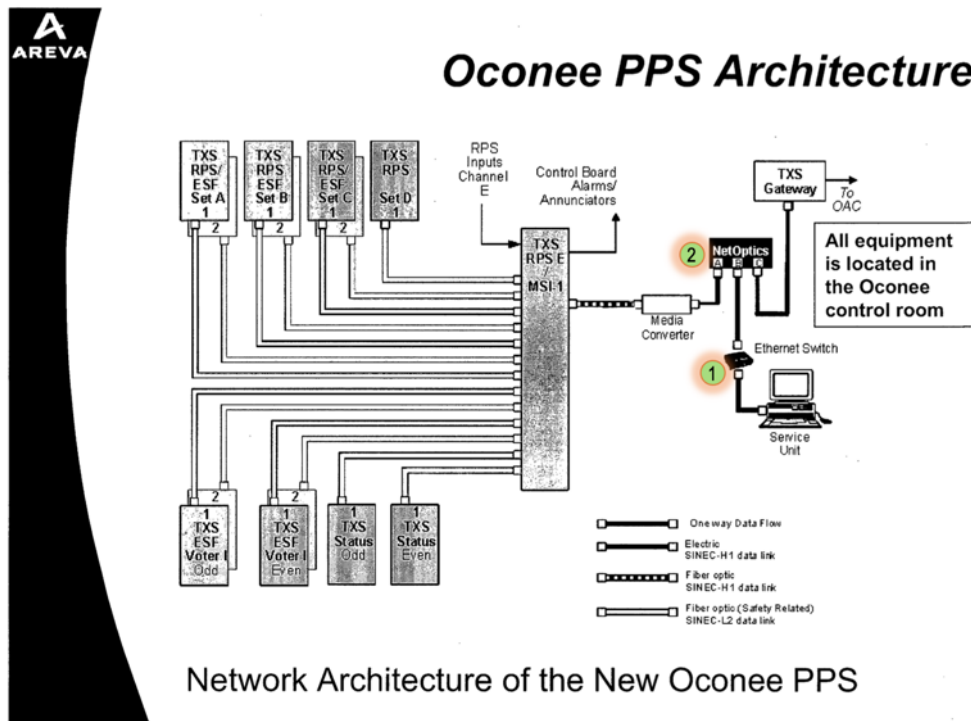 AREVA
Oconee PPS Architecture
TXS
RPS/
ESF
Set A
1
2
TXS
RPS
ESF
Set B
1
2
TXS
RPS/
ESF
Set C
1
2
TXS
RPS
Set D
1
RPS
Inputs
Channel
E
Control Board
Alarms/
Annunciators
TXS
RPS E
/
MSI-1
Media
Converter
2
NetOptics
A B C
TXS
Gateway
To
OAC
All equipment
is located in
the Oconee
control room
Ethernet Switch
1
Service
Unit
2
1
TXS
ESF
Voter I
Odd
2
1
TXS
ESF
Voter I
Even
1
TXS
Status
Odd
1
TXS
Status
Even
One way Data Flow
Electric
SINEC-H1 data link
Fiber optic
SINEC-H1 data link
Fiber optic (Safety Related)
SINEC-L2 data link
Network Architecture of the New Oconee PPS